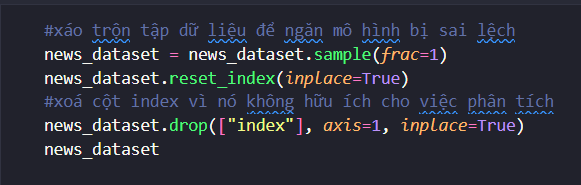 #xáo trộn tập dữ liệu để ngăn mô hình bị sai lệch
news_dataset = news_dataset.sample(frac=1)
news_dataset.reset_index(inplace=True)
#xoá cột index vì nó không hữu ích cho việc phân tích
news_dataset.drop(["index"], axis=1, inplace=True)
news_dataset